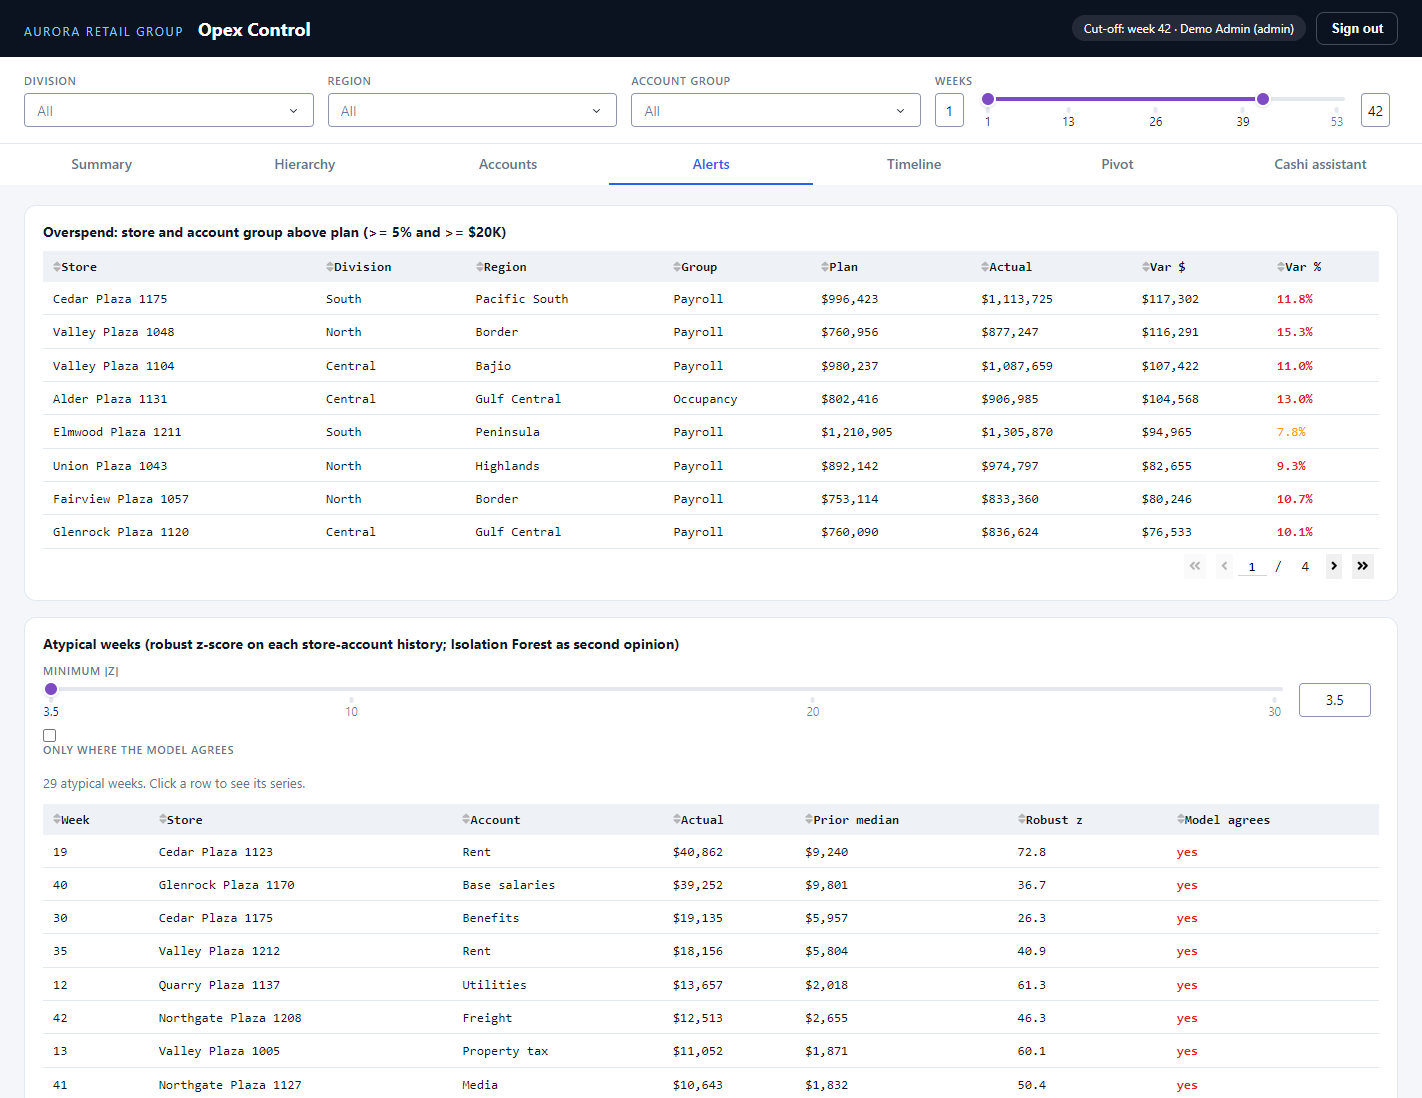 AURORA RETAIL GROUP Opex Control Cut-off: week 42 · Demo Admin (admin) Sign out
DIVISION REGION ACCOUNT GROUP WEEKS
All All All 1 42
1 13 26 39 53
Summary Hierarchy Accounts Alerts Timeline Pivot Cashi assistant
Overspend: store and account group above plan (>= 5% and >= $20K)
Store Division Region Group Plan Actual Var $ Var %
Cedar Plaza 1175 South Pacific South Payroll $996,423 $1,113,725 $117,302 11.8%
Valley Plaza 1048 North Border Payroll $760,956 $877,247 $116,291 15.3%
Valley Plaza 1104 Central Bajio Payroll $980,237 $1,087,659 $107,422 11.0%
Alder Plaza 1131 Central Gulf Central Occupancy $802,416 $906,985 $104,568 13.0%
Elmwood Plaza 1211 South Peninsula Payroll $1,210,905 $1,305,870 $94,965 7.8%
Union Plaza 1043 North Highlands Payroll $892,142 $974,797 $82,655 9.3%
Fairview Plaza 1057 North Border Payroll $753,114 $833,360 $80,246 10.7%
Glenrock Plaza 1120 Central Gulf Central Payroll $760,090 $836,624 $76,533 10.1%
1 / 4
Atypical weeks (robust z-score on each store-account history; Isolation Forest as second opinion)
MINIMUM |Z|
3.5
3.5 10 20 30
ONLY WHERE THE MODEL AGREES
29 atypical weeks. Click a row to see its series.
Week Store Account Actual Prior median Robust z Model agrees
19 Cedar Plaza 1123 Rent $40,862 $9,240 72.8 yes
40 Glenrock Plaza 1170 Base salaries $39,252 $9,801 36.7 yes
30 Cedar Plaza 1175 Benefits $19,135 $5,957 26.3 yes
35 Valley Plaza 1212 Rent $18,156 $5,804 40.9 yes
12 Quarry Plaza 1137 Utilities $13,657 $2,018 61.3 yes
42 Northgate Plaza 1208 Freight $12,513 $2,655 46.3 yes
13 Valley Plaza 1005 Property tax $11,052 $1,871 60.1 yes
41 Northgate Plaza 1127 Media $10,643 $1,832 50.4 yes